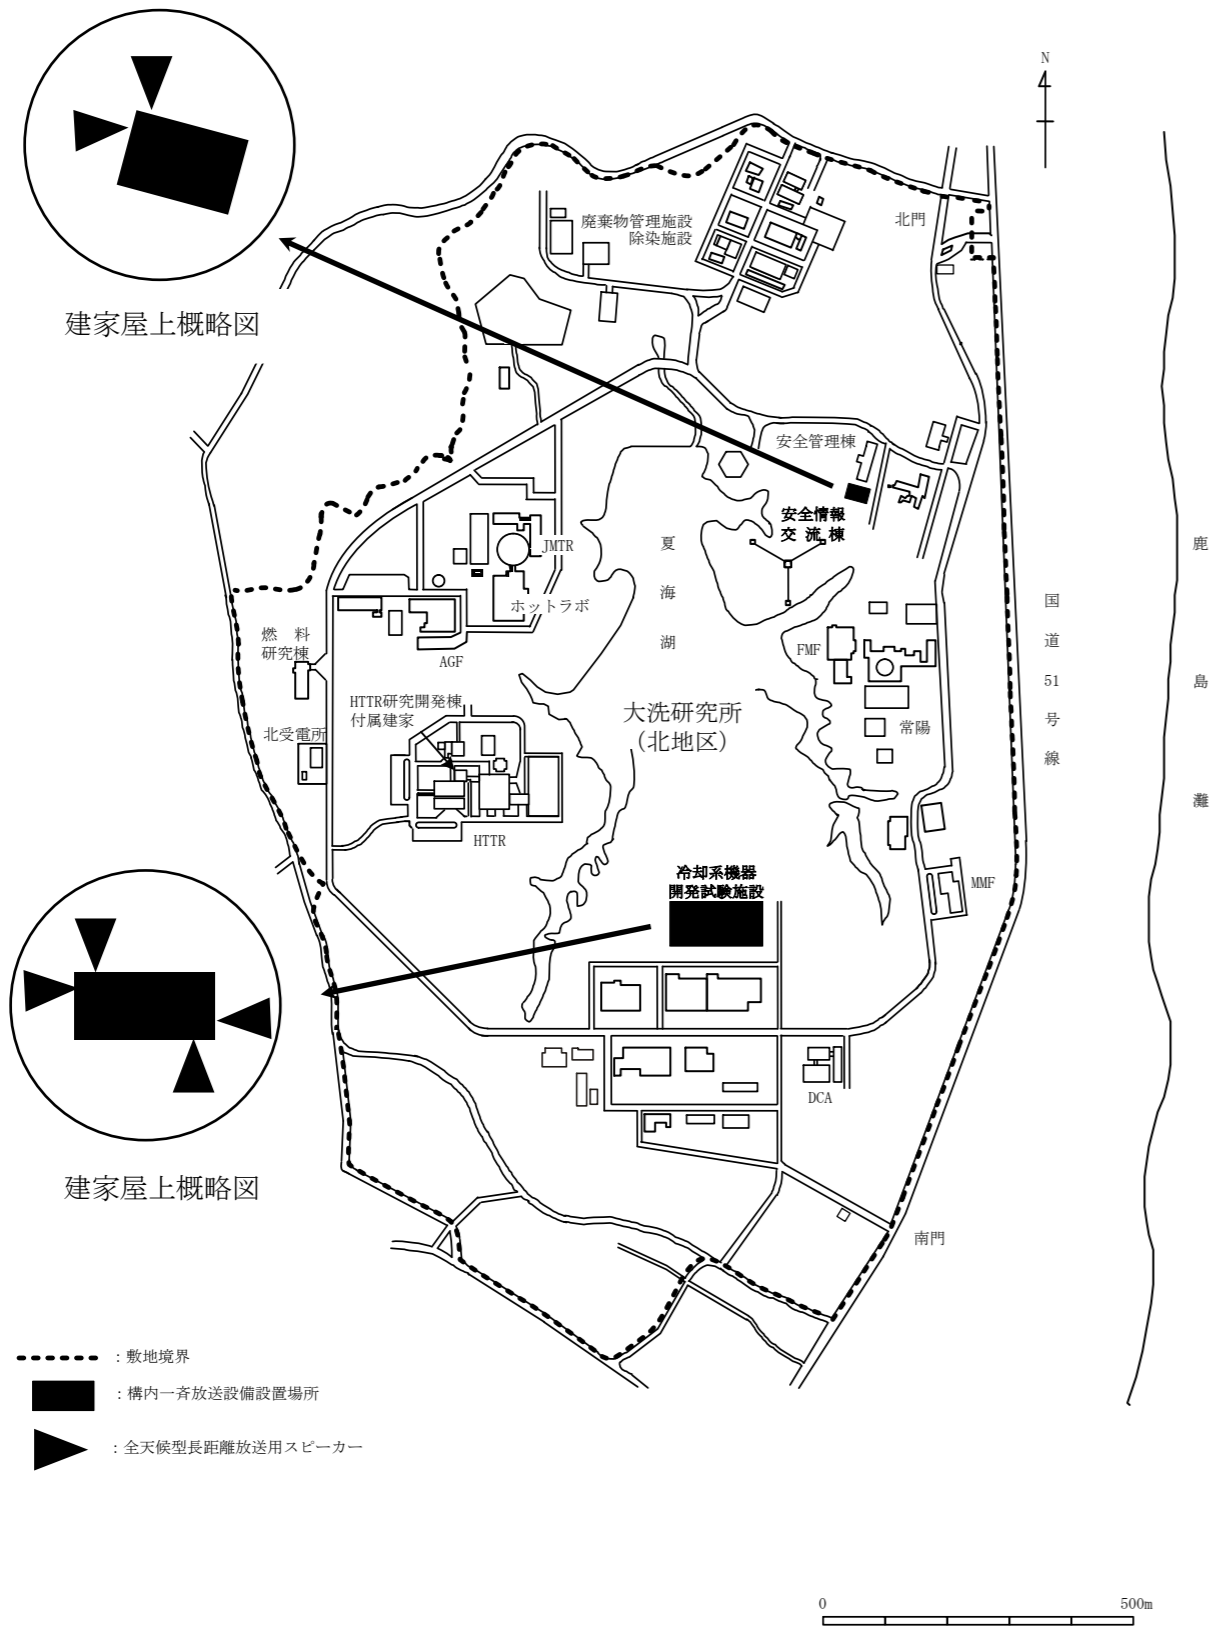 N
北門
廃棄物管理施設
除染施設
建家屋上概略図
安全管理棟
安全情報
交 流 棟
JMTR
夏
海
湖
鹿
島
灘
ホットラボ
国
道
51
号
線
燃 料
研究棟
AGF
FMF
HTTR研究開発棟
付属建家
大洗研究所
（北地区）
北受電所
常陽
HTTR
冷却系機器
開発試験施設
MMF
DCA
建家屋上概略図
南門
：敷地境界
：構内一斉放送設備設置場所
：全天候型長距離放送用スピーカー
0 500m